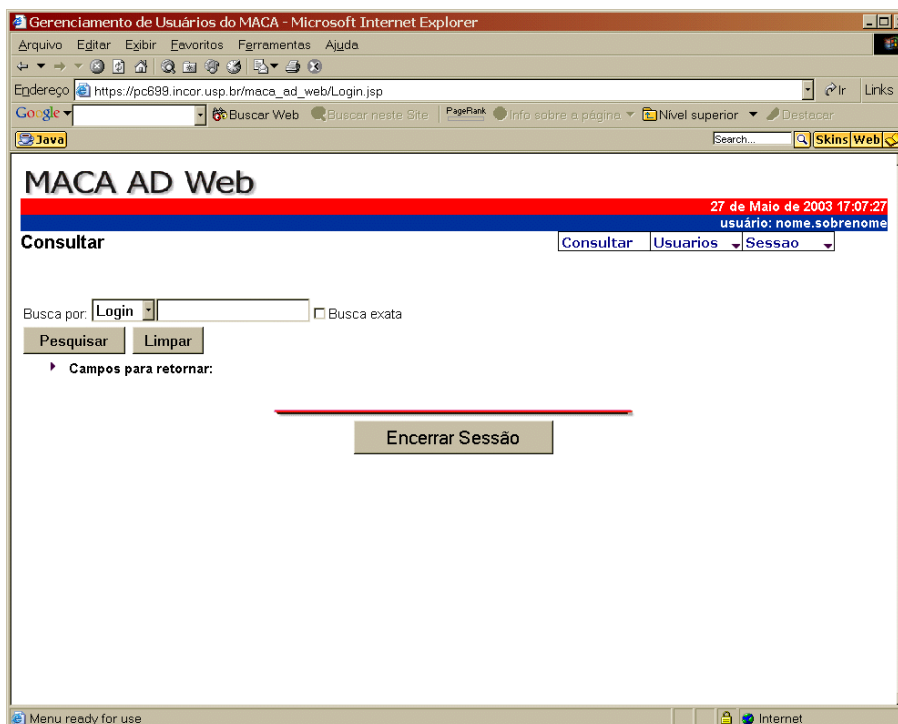 Gerenciamento de Usuários do MACA - Microsoft Internet Explorer
Arquivo Editar Exibir Favoritos Ferramentas Ajuda
Endereço https://pc699.incor.usp.br/maca_ad_web/Login.jsp Ir Links
Google Buscar Web Buscar neste Site PageRank Info sobre a página Nível superior Destacar
Java Search... Skins Web
MACA AD Web
27 de Maio de 2003 17:07:27
usuário: nome.sobrenome
Consultar Consultar Usuarios Sessao
Busca por: Login Busca exata
Pesquisar Limpar
Campos para retornar:
Encerrar Sessão
Menu ready for use Internet